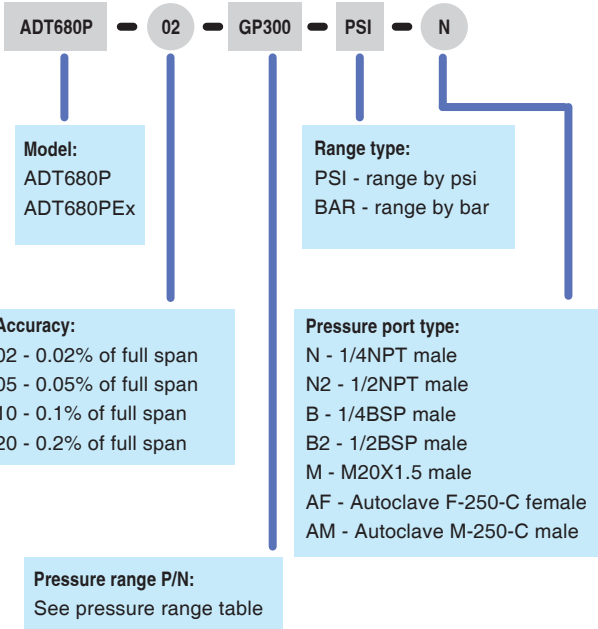 ADT680P - 02 - GP300 - PSI - N
Model:
ADT680P
ADT680PEx
Range type:
PSI - range by psi
BAR - range by bar
Accuracy:
02 - 0.02% of full span
05 - 0.05% of full span
10 - 0.1% of full span
20 - 0.2% of full span
Pressure port type:
N - 1/4NPT male
N2 - 1/2NPT male
B - 1/4BSP male
B2 - 1/2BSP male
M - M20X1.5 male
AF - Autoclave F-250-C female
AM - Autoclave M-250-C male
Pressure range P/N:
See pressure range table